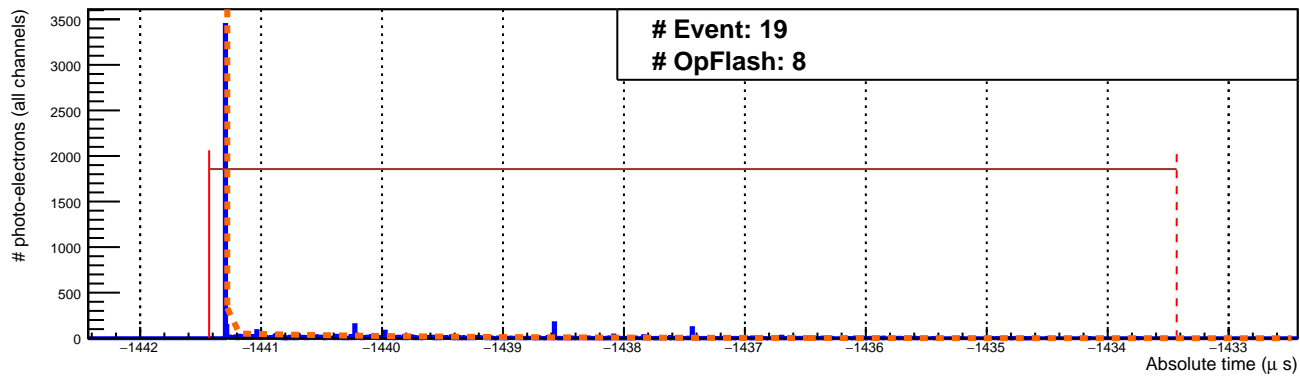 # Event: 19
# OpFlash: 8
# photo-electrons (all channels)
3500
3000
2500
2000
1500
1000
500
0
−1442 −1441 −1440 −1439 −1438 −1437 −1436 −1435 −1434 −1433
Absolute time (μ s)